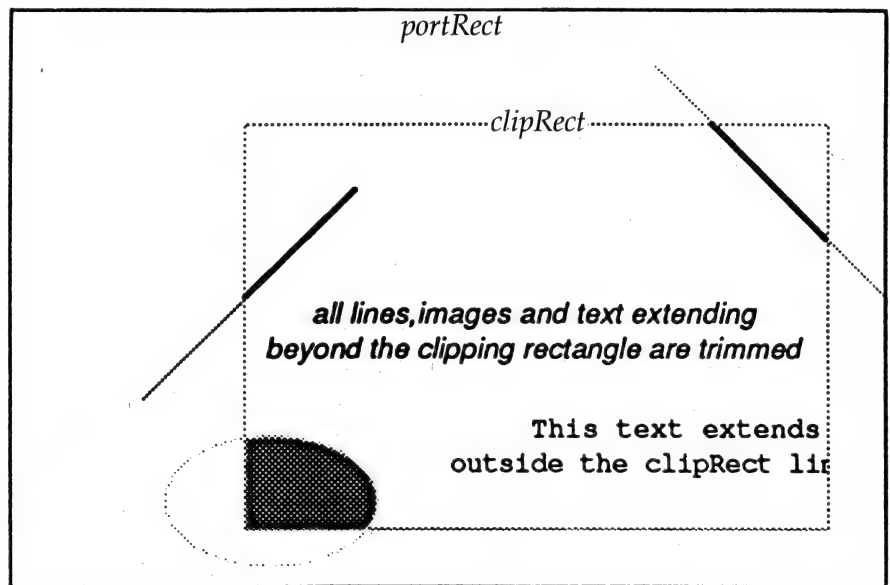 portRect
clipRect
all lines,images and text extending
beyond the clipping rectangle are trimmed
This text extends
outside the clipRect